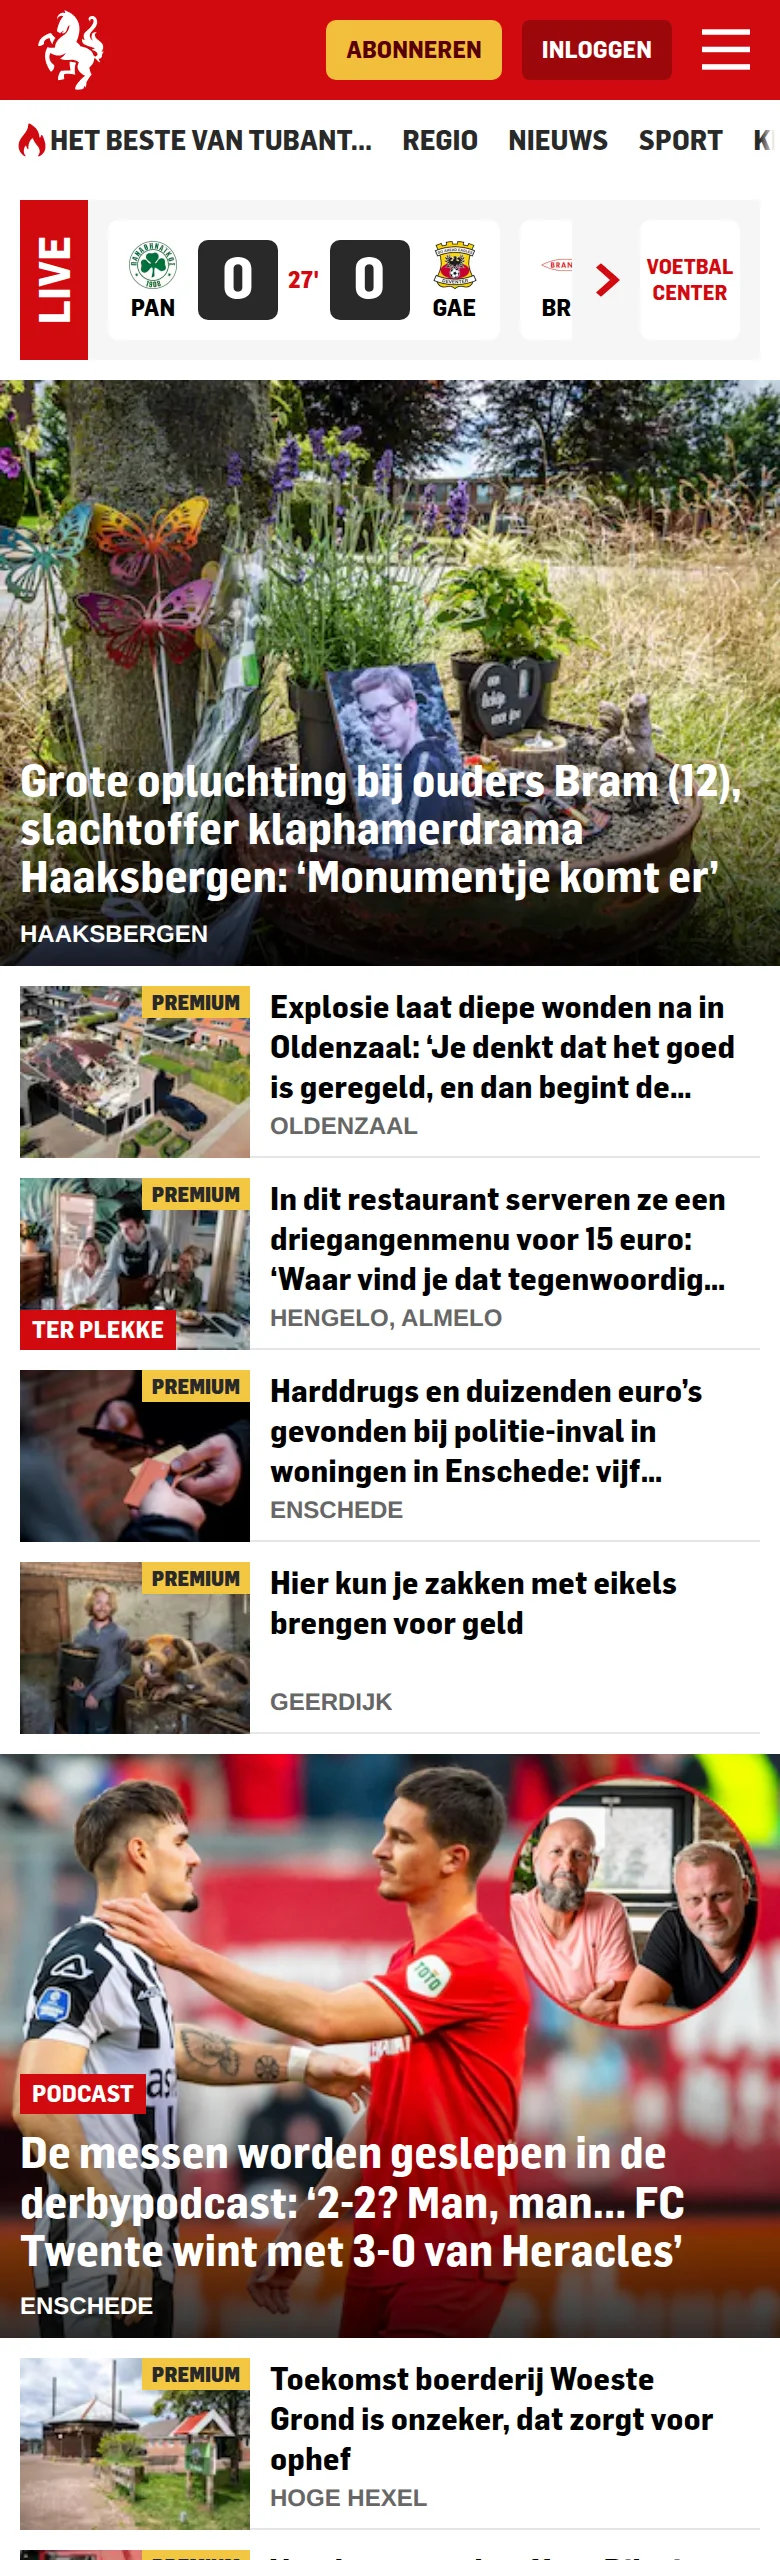 ABONNEREN
INLOGGEN
HET BESTE VAN TUBANT... REGIO NIEUWS SPORT
LIVE
PAN
0
27'
0
GAE
BR
VOETBAL
CENTER
Grote opluchting bij ouders Bram (12),
slachtoffer klaphamerdrama
Haaksbergen: ‘Monumentje komt er’
HAAKSBERGEN
PREMIUM
Explosie laat diepe wonden na in
Oldenzaal: ‘Je denkt dat het goed
is geregeld, en dan begint de...
OLDENZAAL
PREMIUM
TER PLEKKE
In dit restaurant serveren ze een
driegangenmenu voor 15 euro:
‘Waar vind je dat tegenwoordig...
HENGELO, ALMELO
PREMIUM
Harddrugs en duizenden euro’s
gevonden bij politie-inval in
woningen in Enschede: vijf...
ENSCHEDE
PREMIUM
Hier kun je zakken met eikels
brengen voor geld
GEERDIJK
TOTO
PODCAST
De messen worden geslepen in de
derbypodcast: ‘2-2? Man, man... FC
Twente wint met 3-0 van Heracles’
ENSCHEDE
PREMIUM
Toekomst boerderij Woeste
Grond is onzeker, dat zorgt voor
ophef
HOGE HEXEL